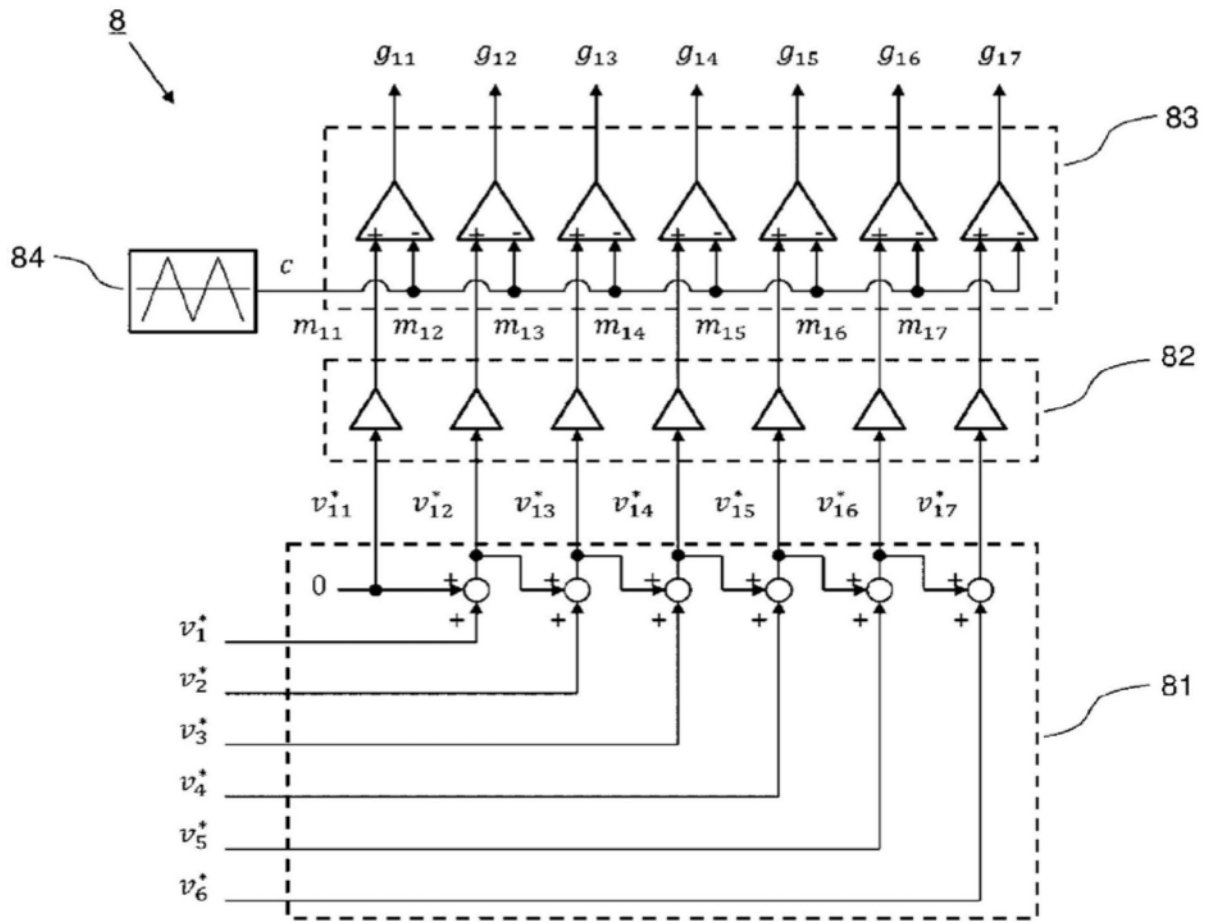 8
g₁₁ g₁₂ g₁₃ g₁₄ g₁₅ g₁₆ g₁₇
83
+ - + - + - + - + - + - + -
84
c
m₁₁ m₁₂ m₁₃ m₁₄ m₁₅ m₁₆ m₁₇
82
v*₁₁ v*₁₂ v*₁₃ v*₁₄ v*₁₅ v*₁₆ v*₁₇
0 + + + + + +
+ + + + + +
v*₁
v*₂
81
v*₃
v*₄
v*₅
v*₆